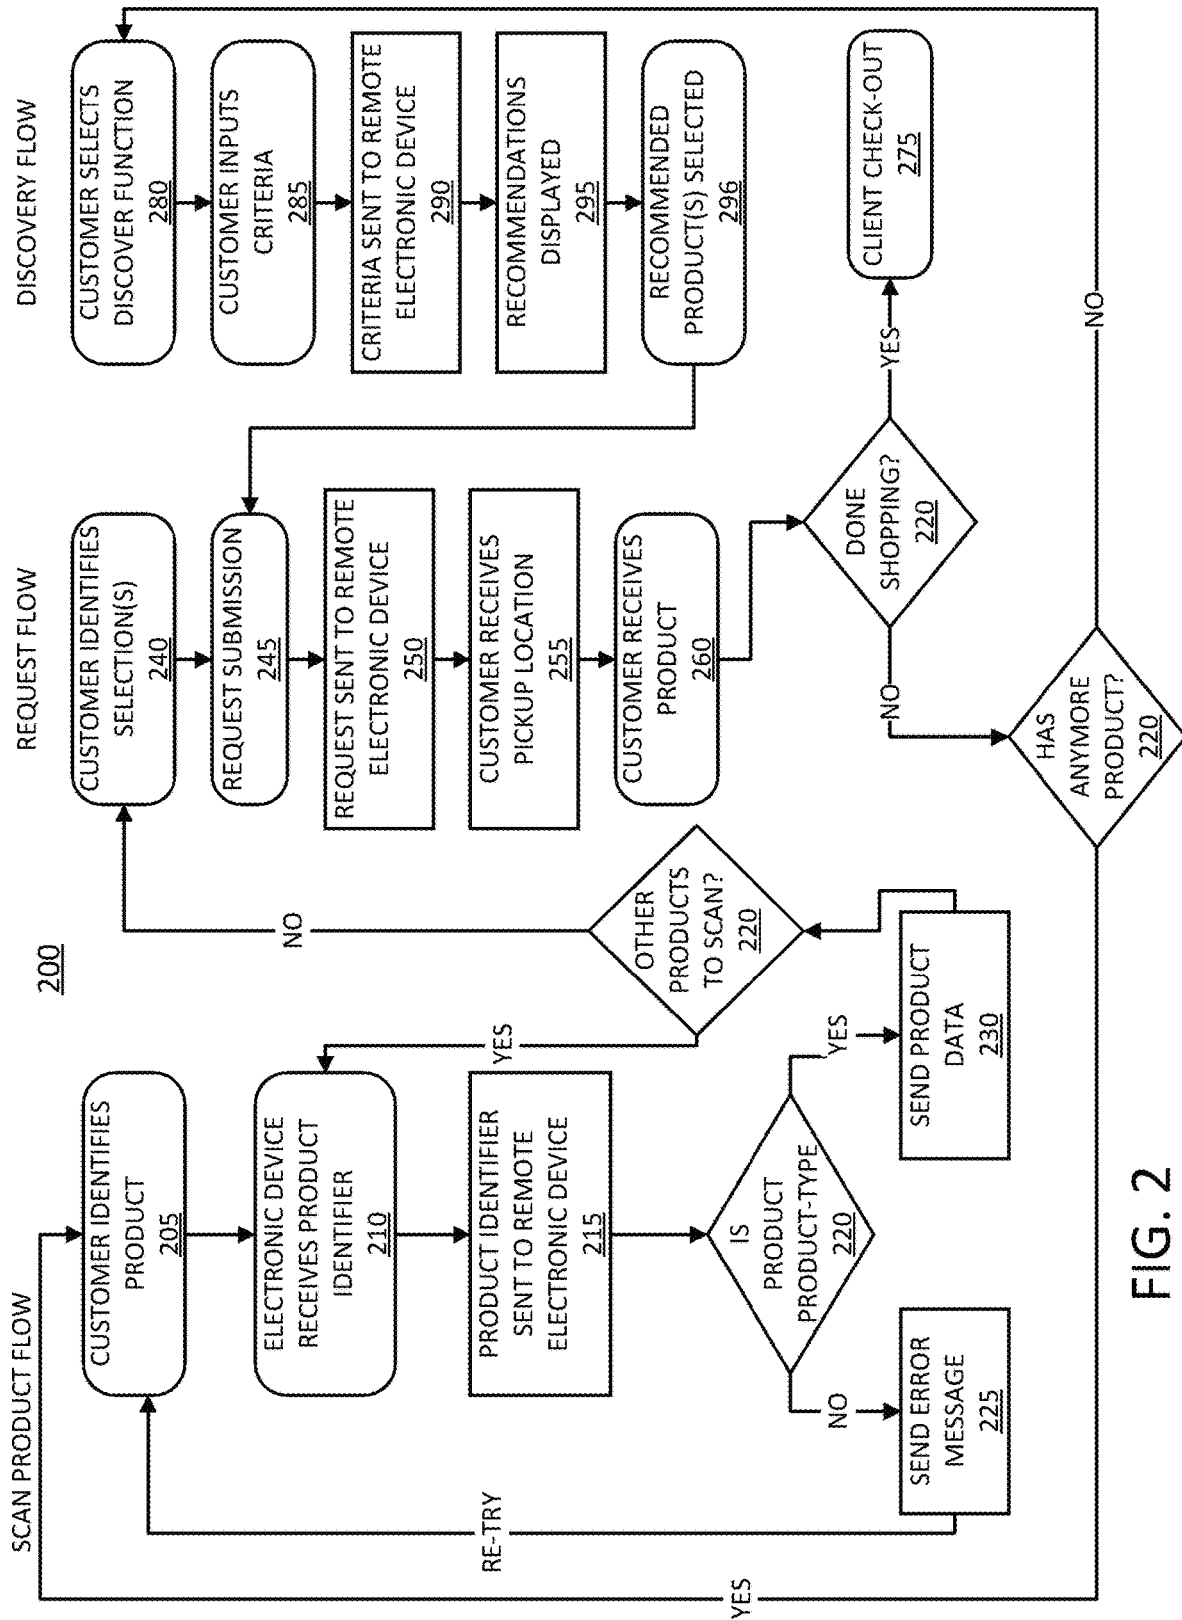 200
SCAN PRODUCT FLOW
CUSTOMER IDENTIFIES
PRODUCT
205
ELECTRONIC DEVICE
RECEIVES PRODUCT
IDENTIFIER
210
PRODUCT IDENTIFIER
SENT TO REMOTE
ELECTRONIC DEVICE
215
IS
PRODUCT
PRODUCT-TYPE
220
NO
SEND ERROR
MESSAGE
225
RE-TRY
YES
SEND PRODUCT
DATA
230
OTHER
PRODUCTS
TO SCAN?
220
YES
NO
REQUEST FLOW
CUSTOMER IDENTIFIES
SELECTION(S)
240
REQUEST SUBMISSION
245
REQUEST SENT TO REMOTE
ELECTRONIC DEVICE
250
CUSTOMER RECEIVES
PICKUP LOCATION
255
CUSTOMER RECEIVES
PRODUCT
260
DONE
SHOPPING?
220
YES
CLIENT CHECK-OUT
275
NO
HAS
ANYMORE
PRODUCT?
220
YES
NO
DISCOVERY FLOW
CUSTOMER SELECTS
DISCOVER FUNCTION
280
CUSTOMER INPUTS
CRITERIA
285
CRITERIA SENT TO REMOTE
ELECTRONIC DEVICE
290
RECOMMENDATIONS
DISPLAYED
295
RECOMMENDED
PRODUCT(S) SELECTED
296
FIG. 2